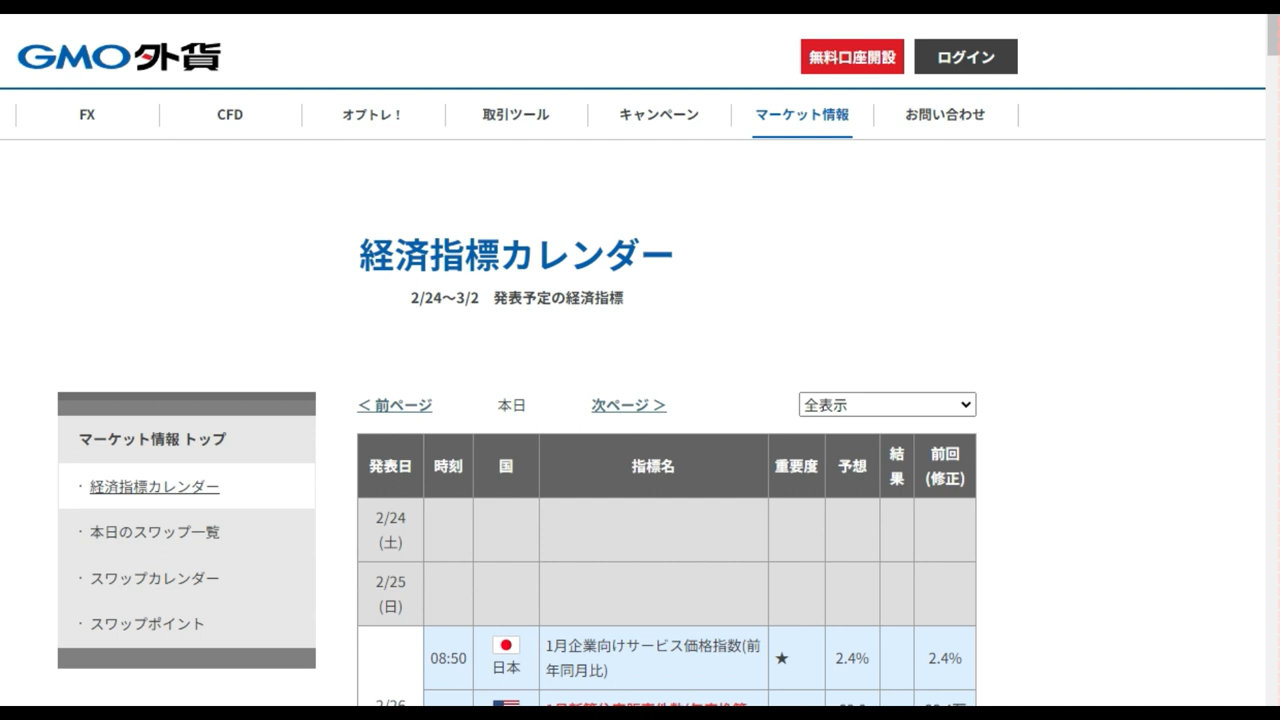 GMO外貨
無料口座開設
ログイン
FX
CFD
オプトレ！
取引ツール
キャンペーン
マーケット情報
お問い合わせ
経済指標カレンダー
2/24〜3/2　発表予定の経済指標
マーケット情報 トップ
· 経済指標カレンダー
· 本日のスワップ一覧
· スワップカレンダー
· スワップポイント
＜ 前ページ
本日
次ページ ＞
全表示
発表日 時刻 国 指標名 重要度 予想 結果 前回(修正)
2/24
(土)
2/25
(日)
08:50
日本
1月企業向けサービス価格指数(前
年同月比)
★
2.4%
2.4%
2/26